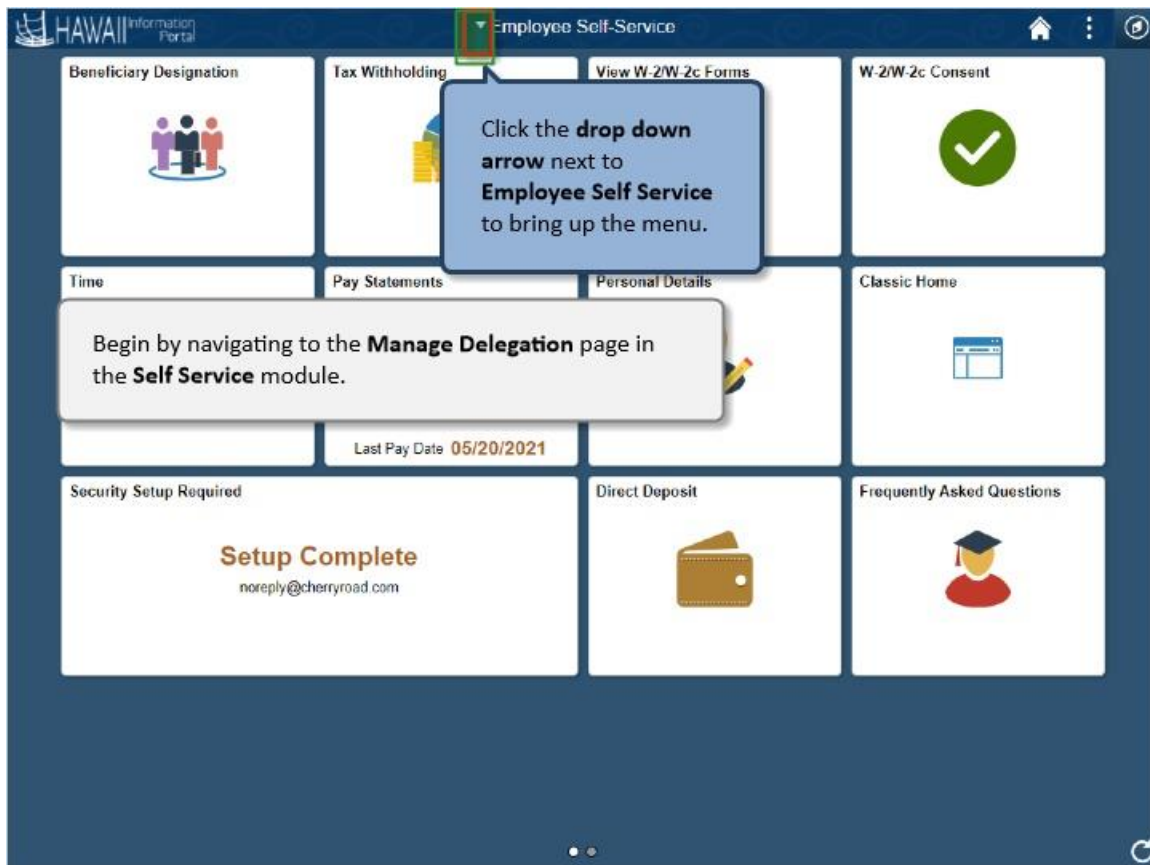 HAWAII Information
Portal
Employee Self-Service
Beneficiary Designation
Tax Withholding
View W-2/W-2c Forms
W-2/W-2c Consent
Click the drop down
arrow next to
Employee Self Service
to bring up the menu.
Time
Pay Statements
Personal Details
Classic Home
Begin by navigating to the Manage Delegation page in
the Self Service module.
Last Pay Date 05/20/2021
Security Setup Required
Direct Deposit
Frequently Asked Questions
Setup Complete
noreply@cherryroad.com